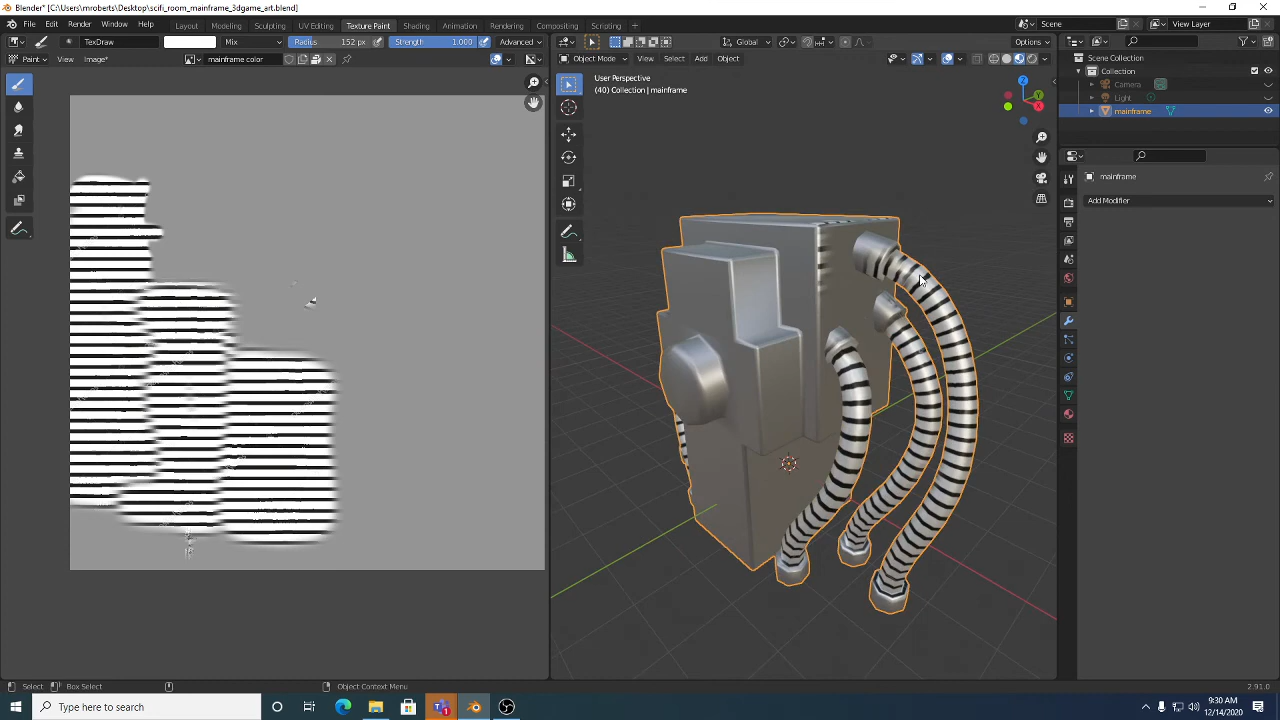 Blender* [C:\Users\mroberts\Desktop\scifi_room_mainframe_3dgame_art.blend]
File Edit Render Window Help Layout Modeling Sculpting UV Editing Texture Paint Shading Animation Rendering Compositing Scripting + Scene View Layer
TexDraw Mix Radius 152 px Strength 1.000 Advanced Global Options
Paint View Image* mainframe color Object Mode View Select Add Object
Scene Collection
Collection
Camera
Light
mainframe
User Perspective
(40) Collection | mainframe
Z
Y
X
mainframe
Add Modifier
Select Box Select Object Context Menu 2.91.0
Type here to search
9:30 AM
12/14/2020